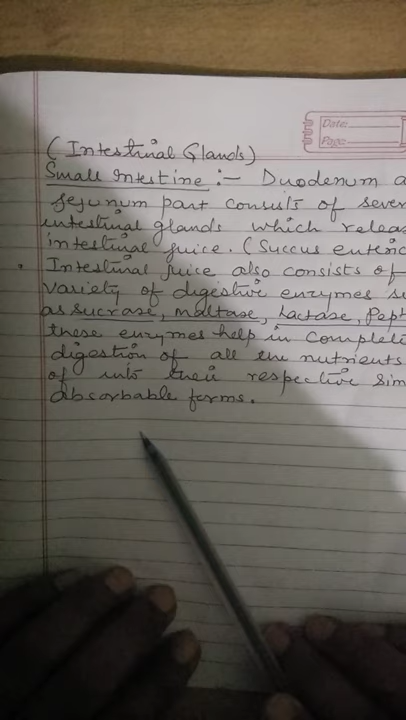 Date:
Page:
(Intestinal Glands)
Small intestine :- Duodenum a
jejunum part consists of sever
intestinal glands which releas
intestinal juice. (Succus enteric
Intestinal juice also consists of
variety of digestive enzymes su
as sucrase, maltase, Lactase, Pept
these enzymes help in complet
digestion of all the nutrients
of into their respective sim
absorbable forms.